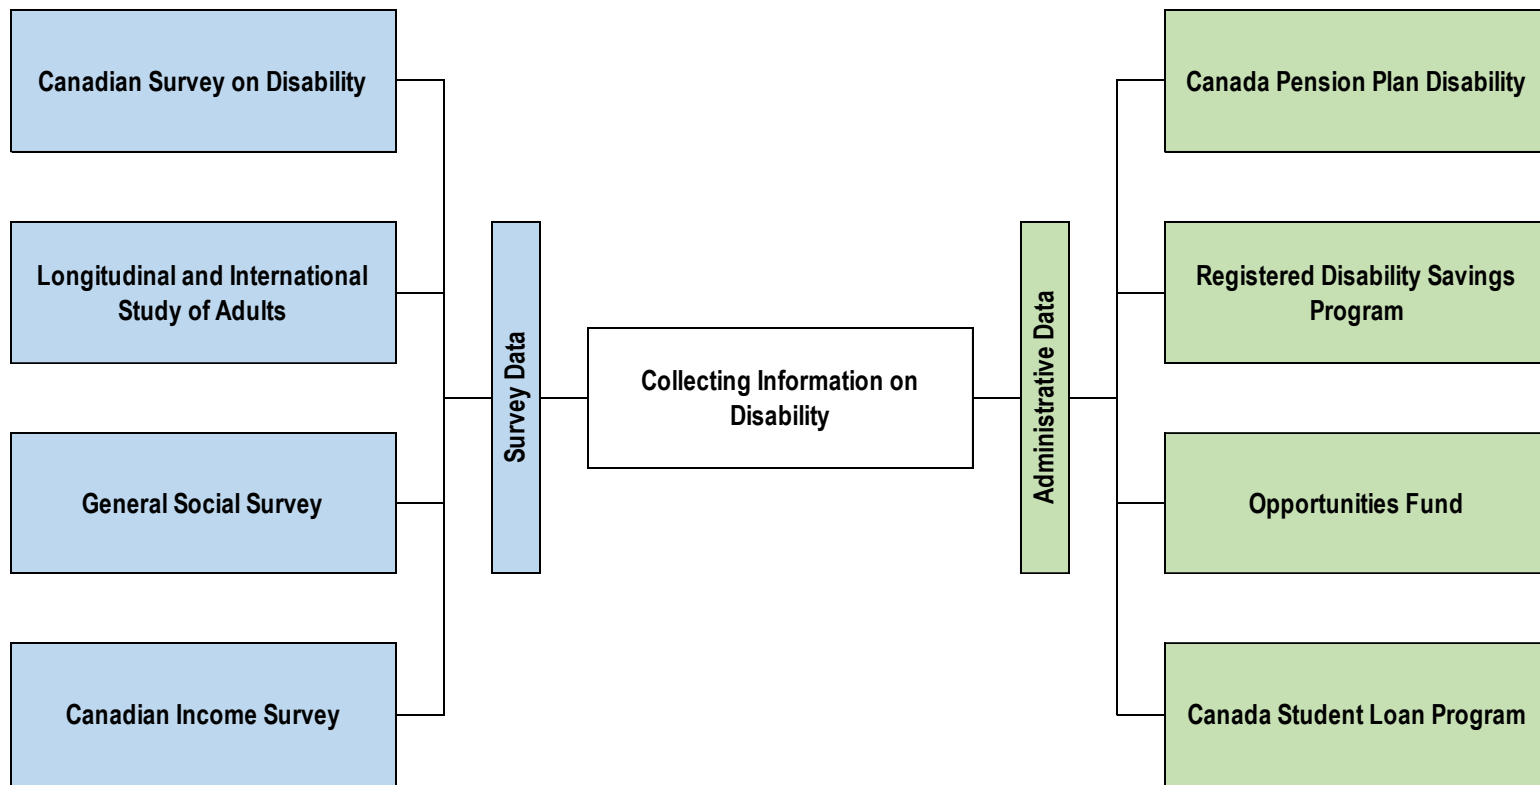 Canadian Survey on Disability
Longitudinal and International
Study of Adults
General Social Survey
Canadian Income Survey
Survey Data
Collecting Information on
Disability
Administrative Data
Canada Pension Plan Disability
Registered Disability Savings
Program
Opportunities Fund
Canada Student Loan Program